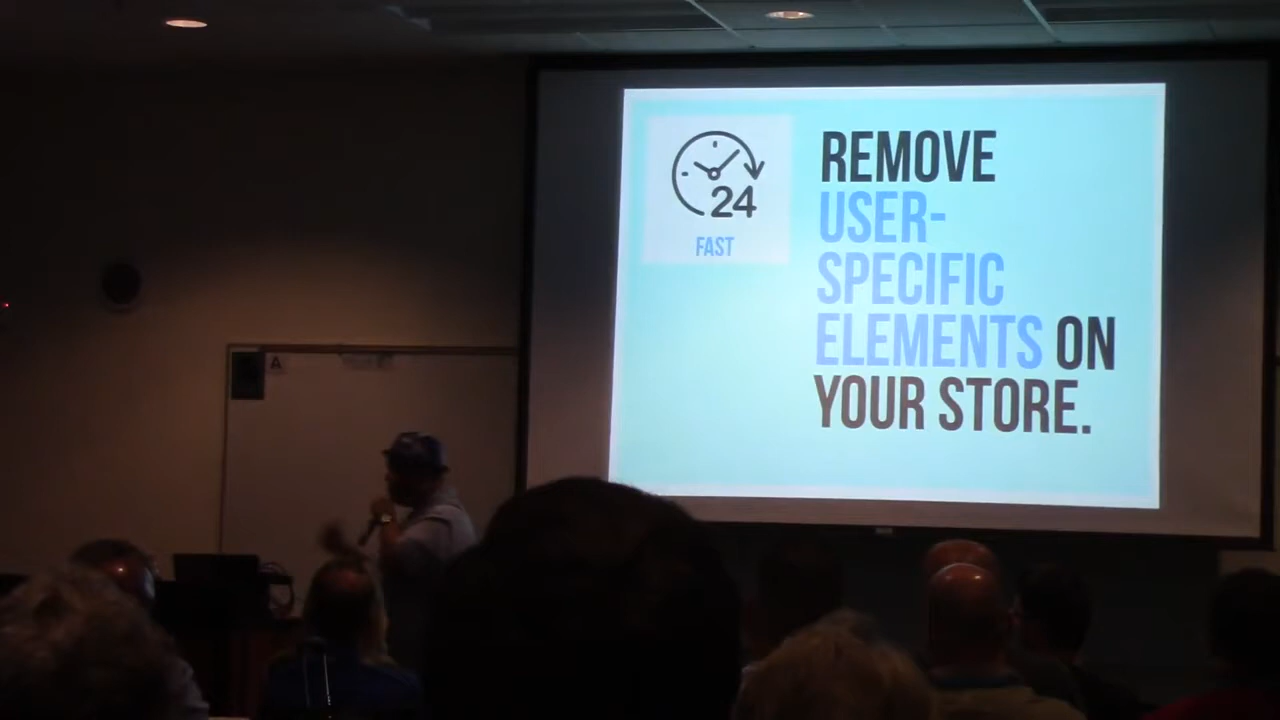 REMOVE
USER-
SPECIFIC
ELEMENTS ON
YOUR STORE.
24
FAST
A